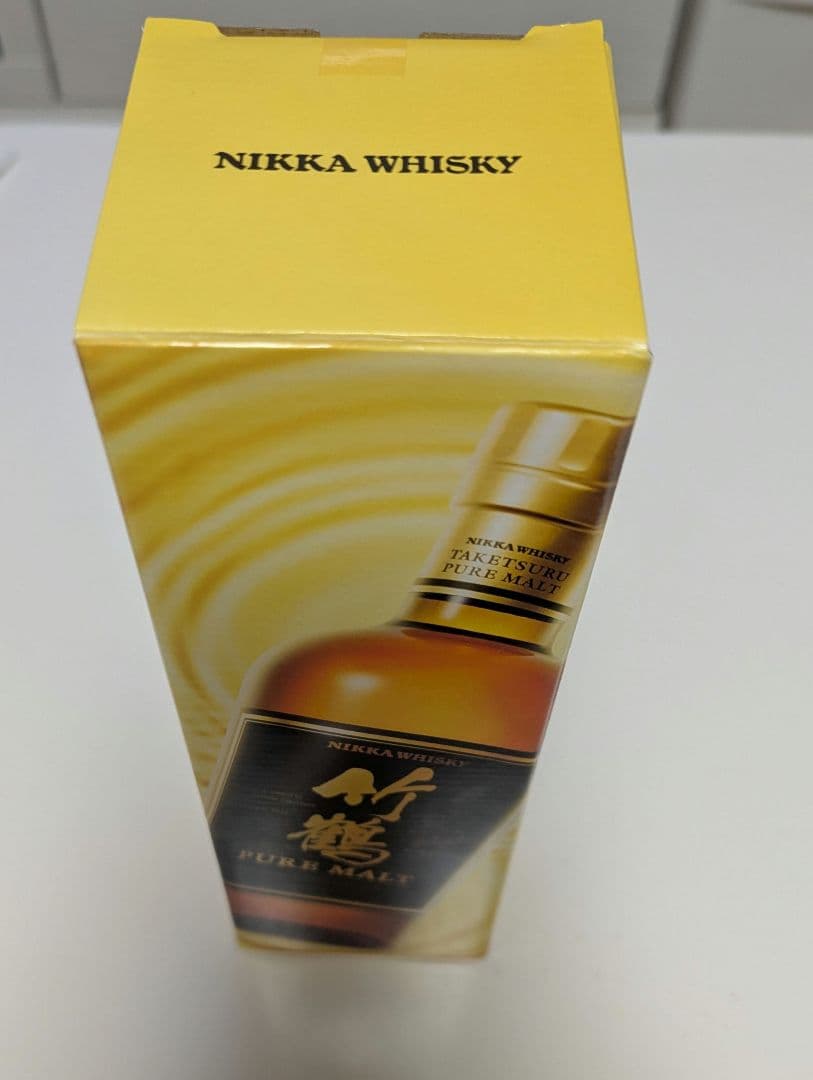 NIKKA WHISKY
NIKKA WHISKY
TAKETSURU
PURE MALT
NIKKA WHISKY
竹
鶴
PURE MALT